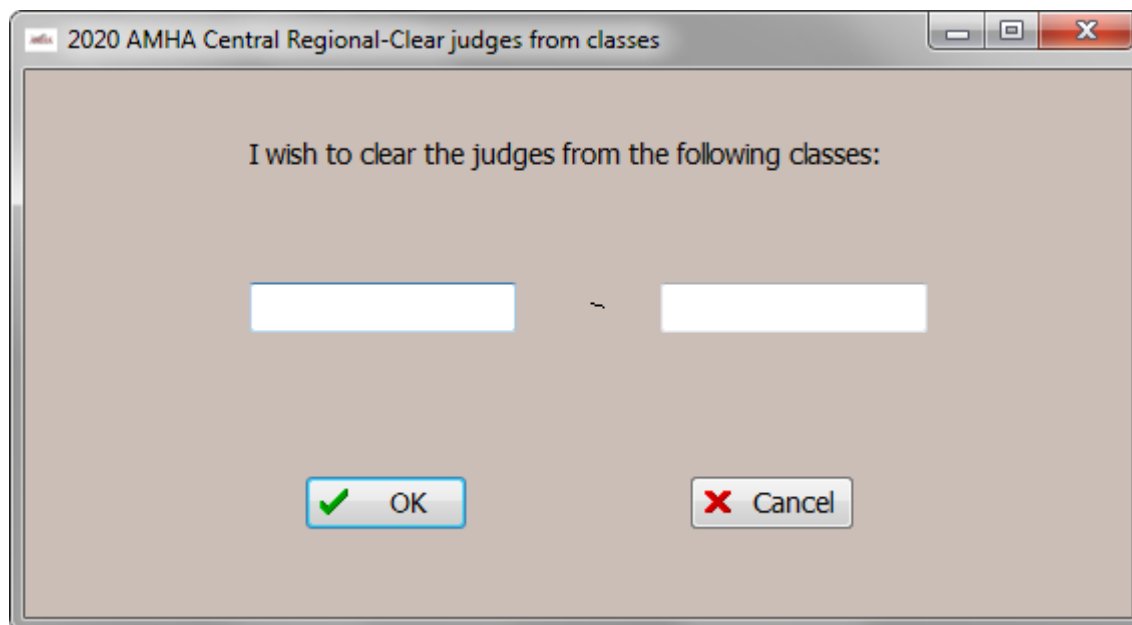 2020 AMHA Central Regional-Clear judges from classes
I wish to clear the judges from the following classes:
~
OK
Cancel